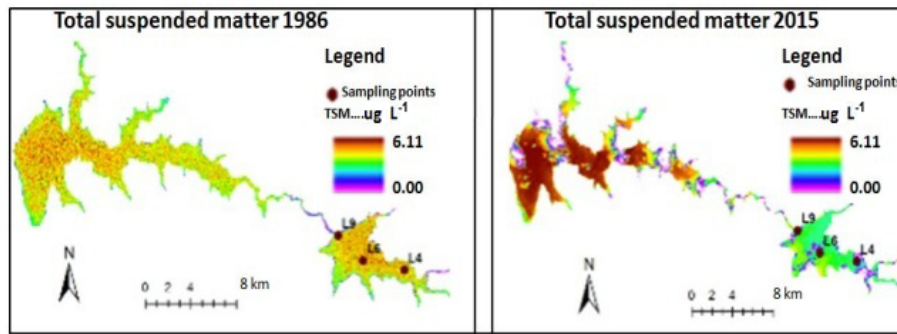 Total suspended matter 1986
Legend
Sampling points
TSM....ug L-1
6.11
0.00
L9
L6
L4
N
0 4 8 km
Total suspended matter 2015
Legend
Sampling points
TSM....ug L-1
6.11
0.00
L9
L6
L4
N
0 2 4 8 km